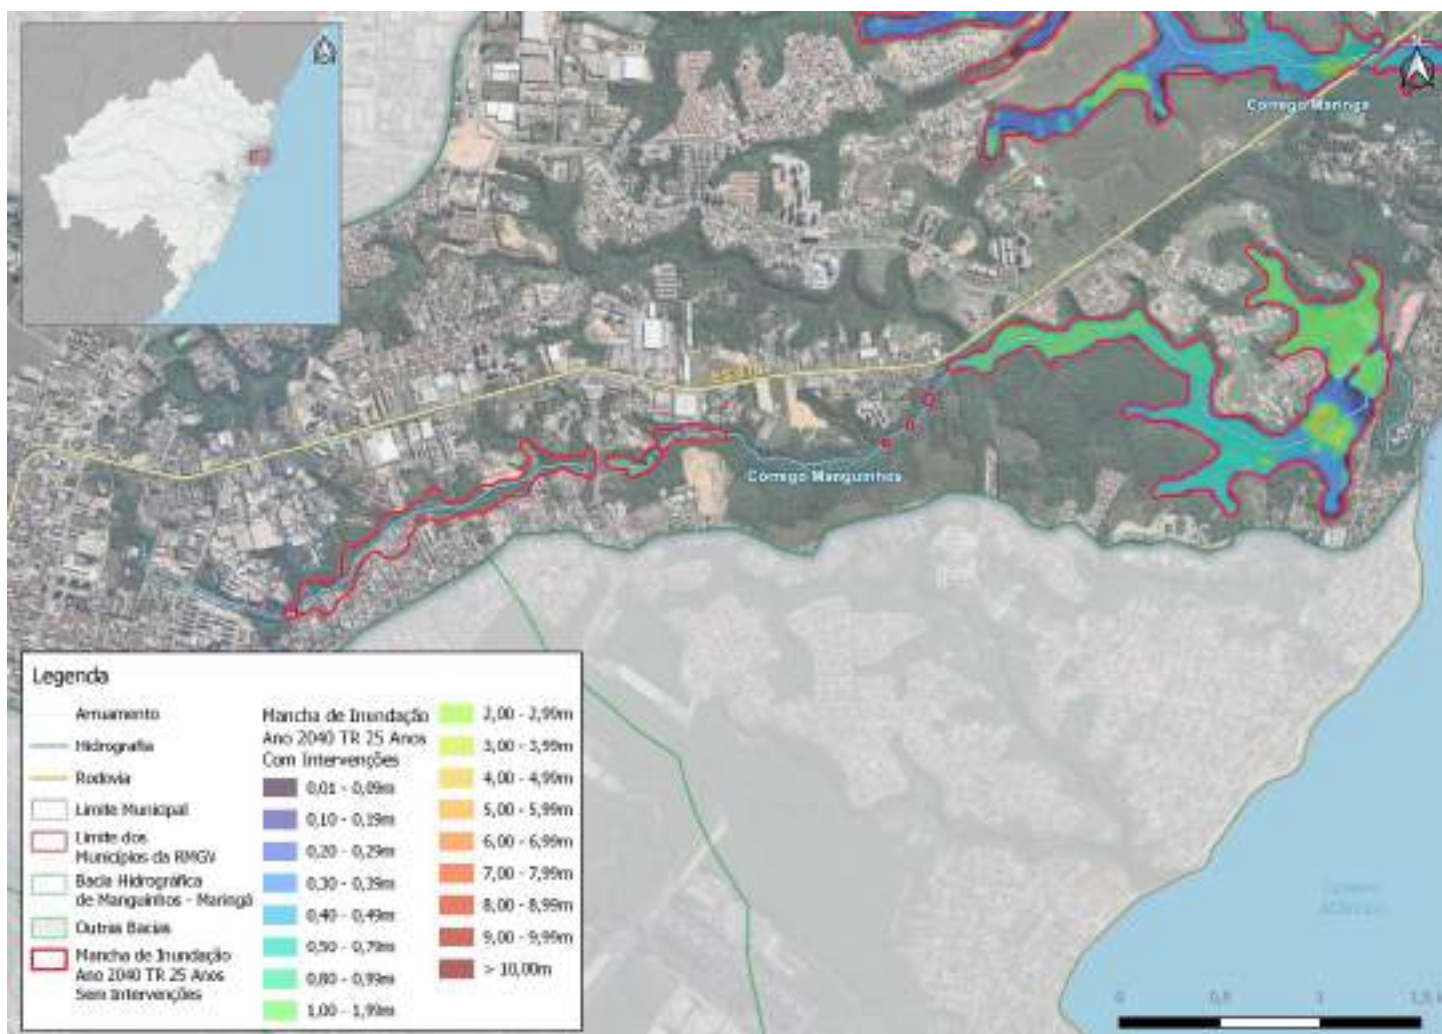 N
Córrego Maringá
Córrego Manguinhos
Legenda
Arruamento
Hidrografia
Rodovia
Limite Municipal
Limite dos
Municípios da RMGV
Bacia Hidrográfica
de Manguinhos - Maringá
Outras Bacias
Mancha de Inundação
Ano 2040 TR 25 Anos
Sem Intervenções
Mancha de Inundação
Ano 2040 TR 25 Anos
Com Intervenções
0,01 - 0,09m
0,10 - 0,19m
0,20 - 0,29m
0,30 - 0,39m
0,40 - 0,49m
0,50 - 0,79m
0,80 - 0,99m
1,00 - 1,99m
2,00 - 2,99m
3,00 - 3,99m
4,00 - 4,99m
5,00 - 5,99m
6,00 - 6,99m
7,00 - 7,99m
8,00 - 8,99m
9,00 - 9,99m
> 10,00m
0 0,5 1 1,5